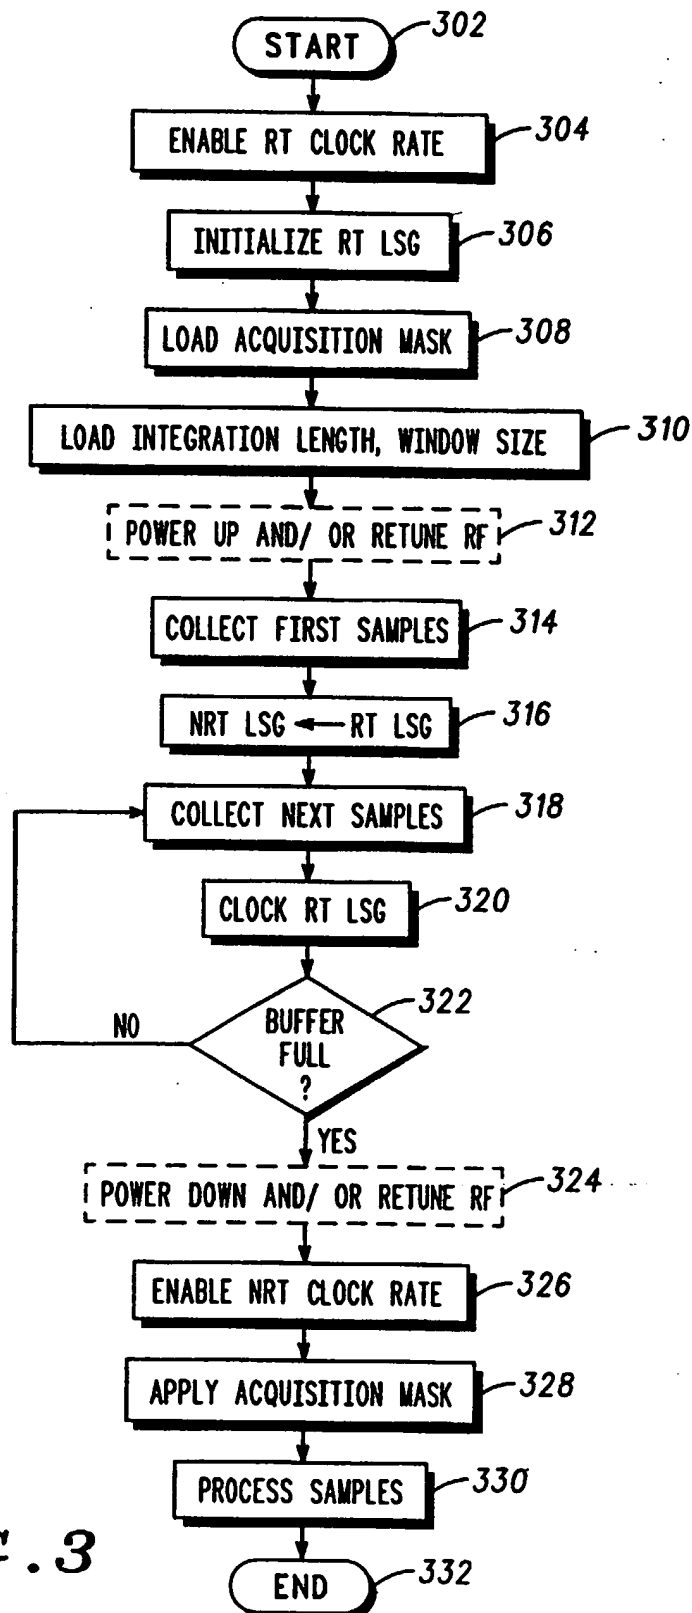 START 302
ENABLE RT CLOCK RATE 304
INITIALIZE RT LSG 306
LOAD ACQUISITION MASK 308
LOAD INTEGRATION LENGTH, WINDOW SIZE 310
POWER UP AND/ OR RETUNE RF 312
COLLECT FIRST SAMPLES 314
NRT LSG ← RT LSG 316
COLLECT NEXT SAMPLES 318
CLOCK RT LSG 320
322
BUFFER
FULL
?
NO
YES
POWER DOWN AND/ OR RETUNE RF 324
ENABLE NRT CLOCK RATE 326
APPLY ACQUISITION MASK 328
PROCESS SAMPLES 330
.3
END 332